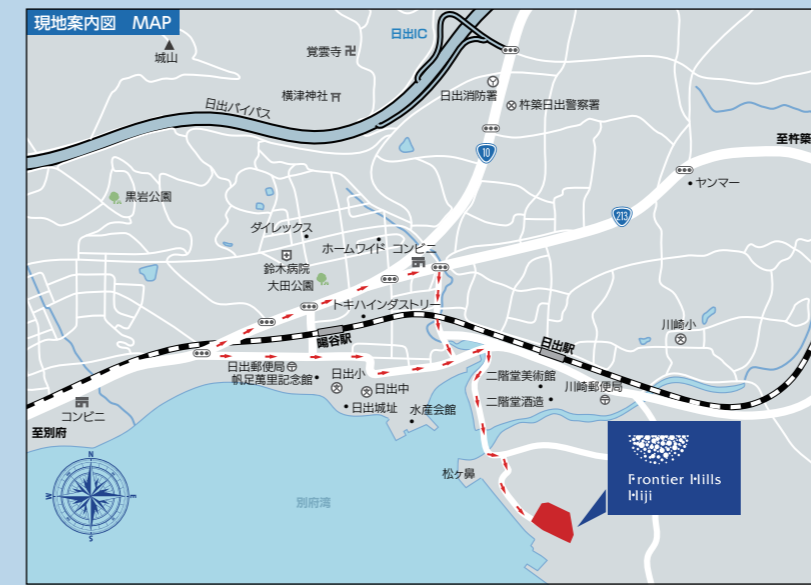 現地案内図 MAP
城山
覚雲寺
日出IC
横津神社
日出消防署
杵築日出警察署
日出バイパス
10
至杵築
ヤンマー
黒岩公園
213
ダイレックス
ホームワイド
コンビニ
鈴木病院
大田公園
トキハインダストリー
川崎小
文
暘谷駅
日出駅
日出郵便局
帆足萬里記念館
日出小
文
日出中
文
二階堂美術館
川崎郵便局
コンビニ
日出城址
水産会館
二階堂酒造
至別府
松ヶ鼻
Frontier Hills
Hiji
別府湾
N
W
E
S